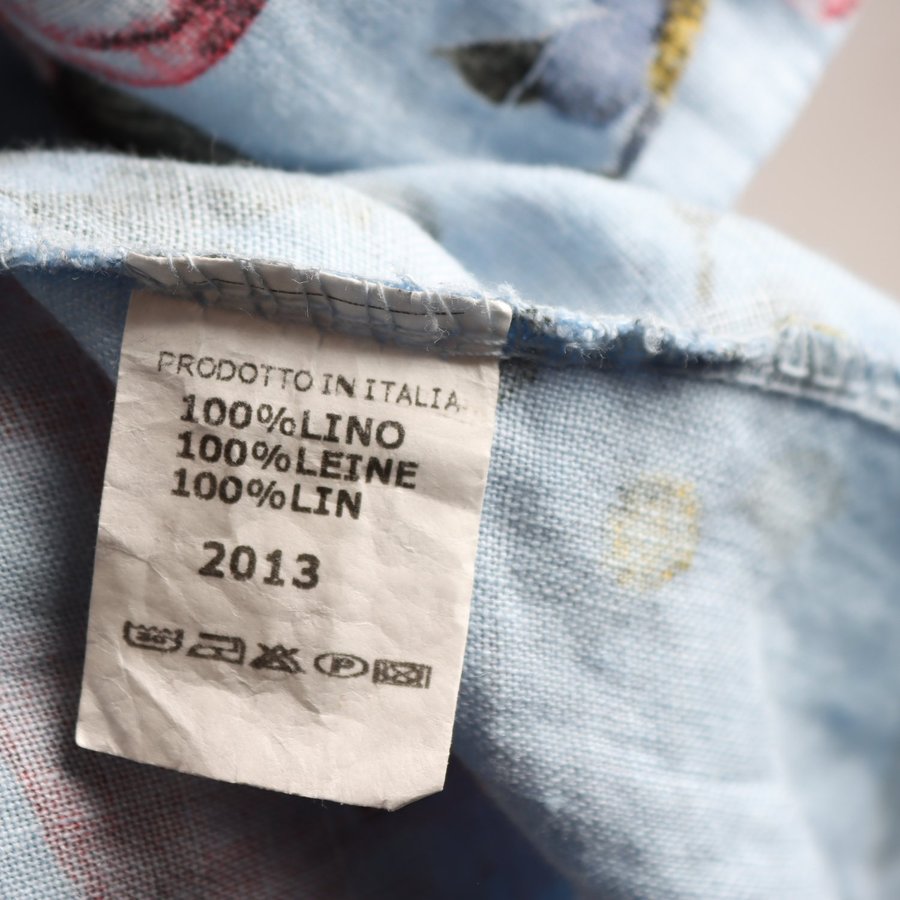 PRODOTTO IN ITALIA
100%LINO
100%LEINE
100%LIN
2013
P